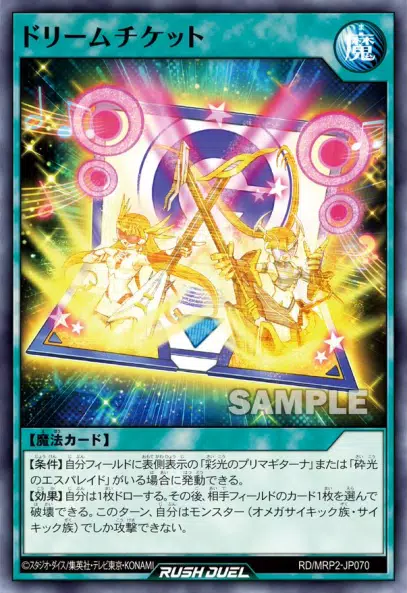 ドリームチケット
魔
SAMPLE
【魔法カード】
【条件】自分フィールドに表側表示の「彩光のプリマギターナ」または「砕光
のエスパレイド」がいる場合に発動できる。
【効果】自分は1枚ドローする。その後、相手フィールドのカード1枚を選んで
破壊できる。このターン、自分はモンスター(オメガサイキック族・サイ
キック族)でしか攻撃できない。
©スタジオ・ダイス/集英社・テレビ東京・KONAMI
RUSH DUEL
RD/MRP2-JP070